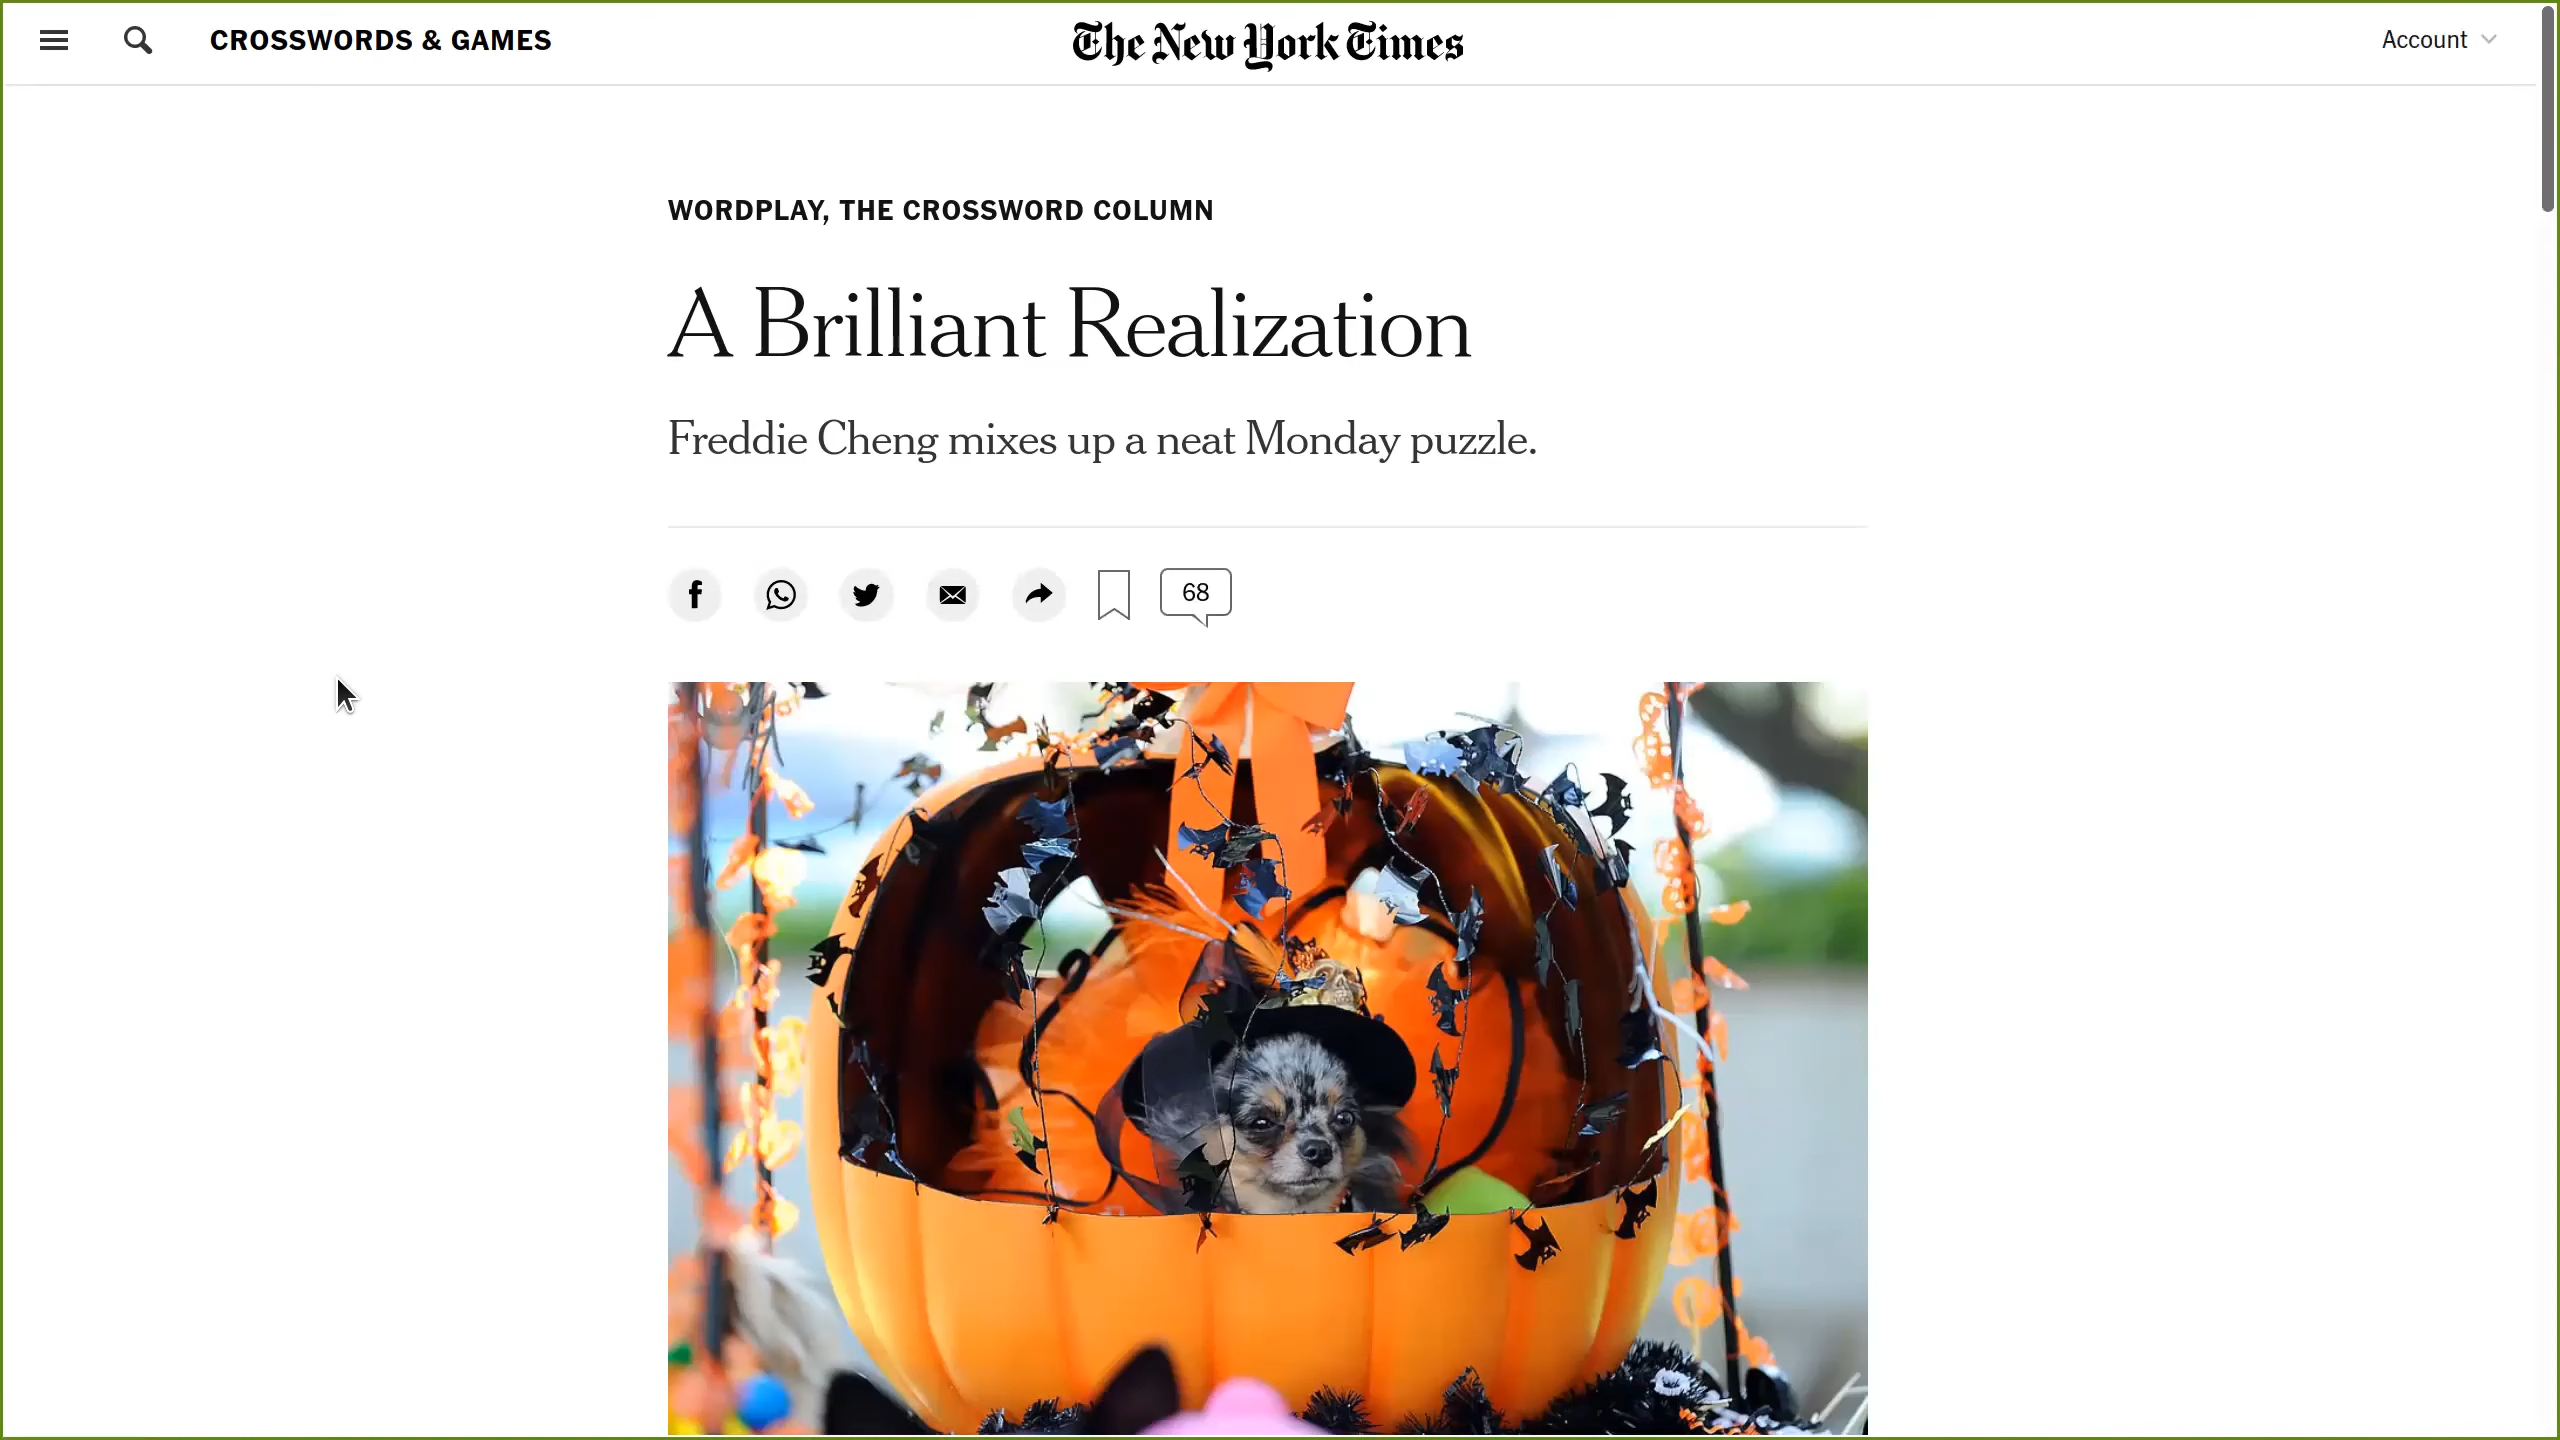 CROSSWORDS & GAMES
The New York Times
Account
WORDPLAY, THE CROSSWORD COLUMN
A Brilliant Realization
Freddie Cheng mixes up a neat Monday puzzle.
68